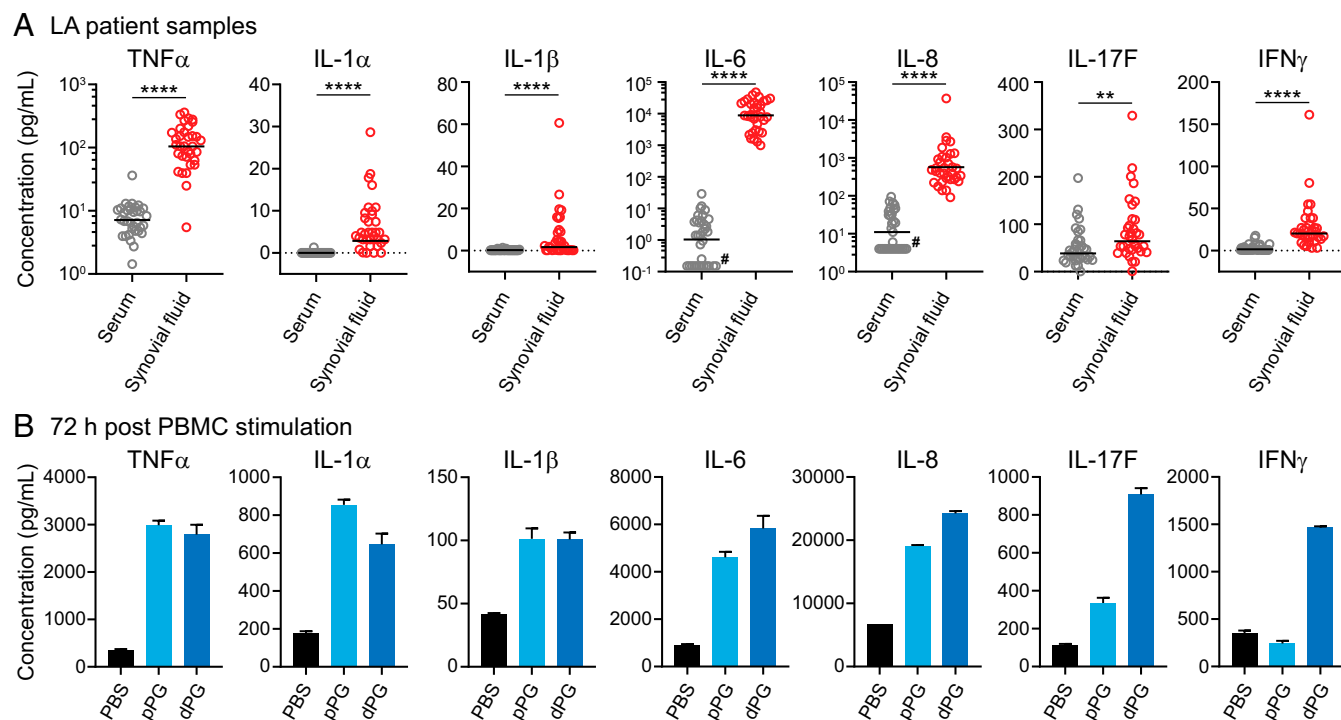 A LA patient samples
TNFα IL-1α IL-1β IL-6 IL-8 IL-17F IFNγ
Concentration (pg/mL)
10³ 10² 10¹ 10⁰
**** 
Serum Synovial fluid
40 30 20 10 0
****
Serum Synovial fluid
80 60 40 20 0
****
Serum Synovial fluid
10⁵ 10⁴ 10³ 10² 10¹ 10⁰ 10⁻¹
****
#
Serum Synovial fluid
10⁵ 10⁴ 10³ 10² 10¹ 10⁰
****
#
Serum Synovial fluid
400 300 200 100 0
**
Serum Synovial fluid
200 150 100 50 0
****
Serum Synovial fluid
B 72 h post PBMC stimulation
TNFα IL-1α IL-1β IL-6 IL-8 IL-17F IFNγ
Concentration (pg/mL)
4000 3000 2000 1000 0
PBS pPG dPG
1000 800 600 400 200 0
PBS pPG dPG
150 100 50 0
PBS pPG dPG
8000 6000 4000 2000 0
PBS pPG dPG
30000 20000 10000 0
PBS pPG dPG
1000 800 600 400 200 0
PBS pPG dPG
2000 1500 1000 500 0
PBS pPG dPG